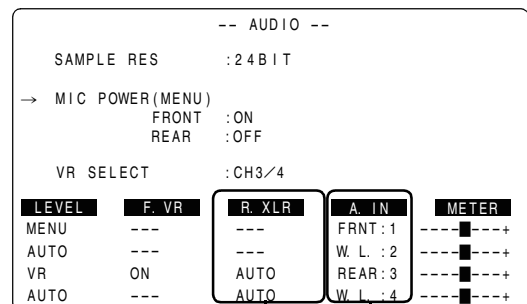 -- AUDIO --
SAMPLE RES :24BIT
→ MIC POWER(MENU)
FRONT :ON
REAR :OFF
VR SELECT :CH3/4
LEVEL F. VR R. XLR A. IN METER
MENU --- --- FRNT:1 ----■---+
AUTO --- --- W. L. :2 ----■---+
VR ON AUTO REAR:3 ----■---+
AUTO --- AUTO W. L. :4 ----■---+